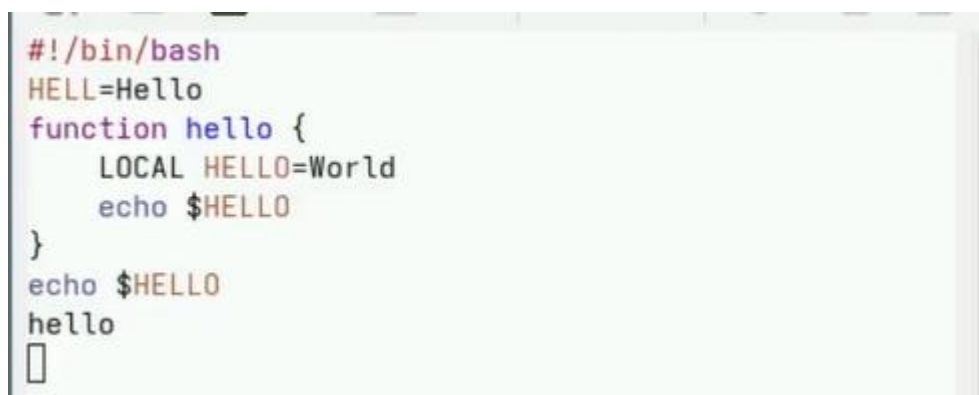 #!/bin/bash
HELL=Hello
function hello {
    LOCAL HELLO=World
    echo $HELLO
}
echo $HELLO
hello